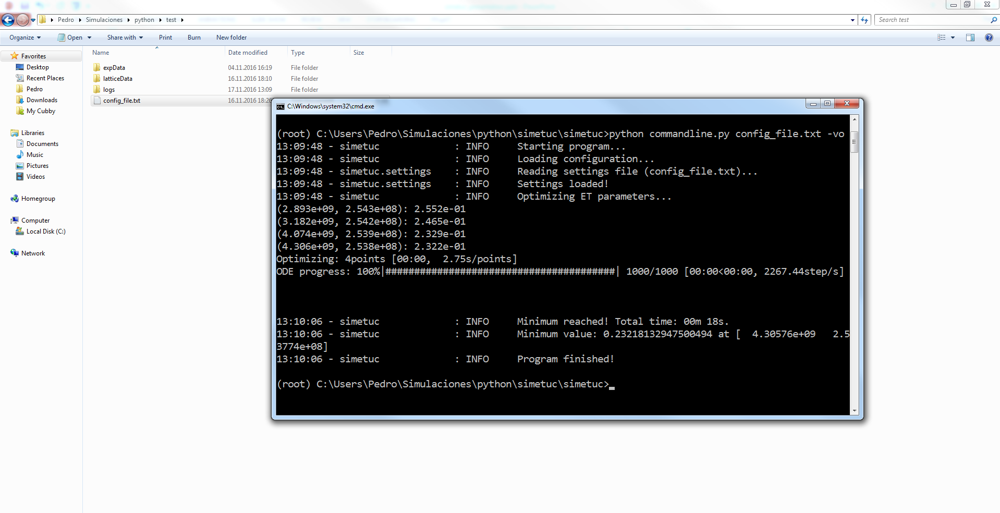 Pedro Simulaciones python test
Search test
Organize Open Share with Print Burn New folder
Name Date modified Type Size
Favorites
Desktop
Recent Places
Pedro
Downloads
My Cubby
Libraries
Documents
Music
Pictures
Videos
Homegroup
Computer
Local Disk (C:)
Network
expData 04.11.2016 16:19 File folder
latticeData 16.11.2016 18:10 File folder
logs 17.11.2016 13:09 File folder
config_file.txt 16.11.2016 18:26
C:\Windows\system32\cmd.exe
(root) C:\Users\Pedro\Simulaciones\python\simetuc\simetuc>python commandline.py config_file.txt -vo
13:09:48 - simetuc : INFO Starting program...
13:09:48 - simetuc : INFO Loading configuration...
13:09:48 - simetuc.settings : INFO Reading settings file (config_file.txt)...
13:09:48 - simetuc.settings : INFO Settings loaded!
13:09:48 - simetuc : INFO Optimizing ET parameters...
(2.893e+09, 2.543e+08): 2.552e-01
(3.182e+09, 2.542e+08): 2.465e-01
(4.074e+09, 2.539e+08): 2.329e-01
(4.306e+09, 2.538e+08): 2.322e-01
Optimizing: 4points [00:00, 2.75s/points]
ODE progress: 100%|########################################| 1000/1000 [00:00<00:00, 2267.44step/s]
13:10:06 - simetuc : INFO Minimum reached! Total time: 00m 18s.
13:10:06 - simetuc : INFO Minimum value: 0.23218132947500494 at [ 4.30576e+09 2.5
3774e+08]
13:10:06 - simetuc : INFO Program finished!
(root) C:\Users\Pedro\Simulaciones\python\simetuc\simetuc>